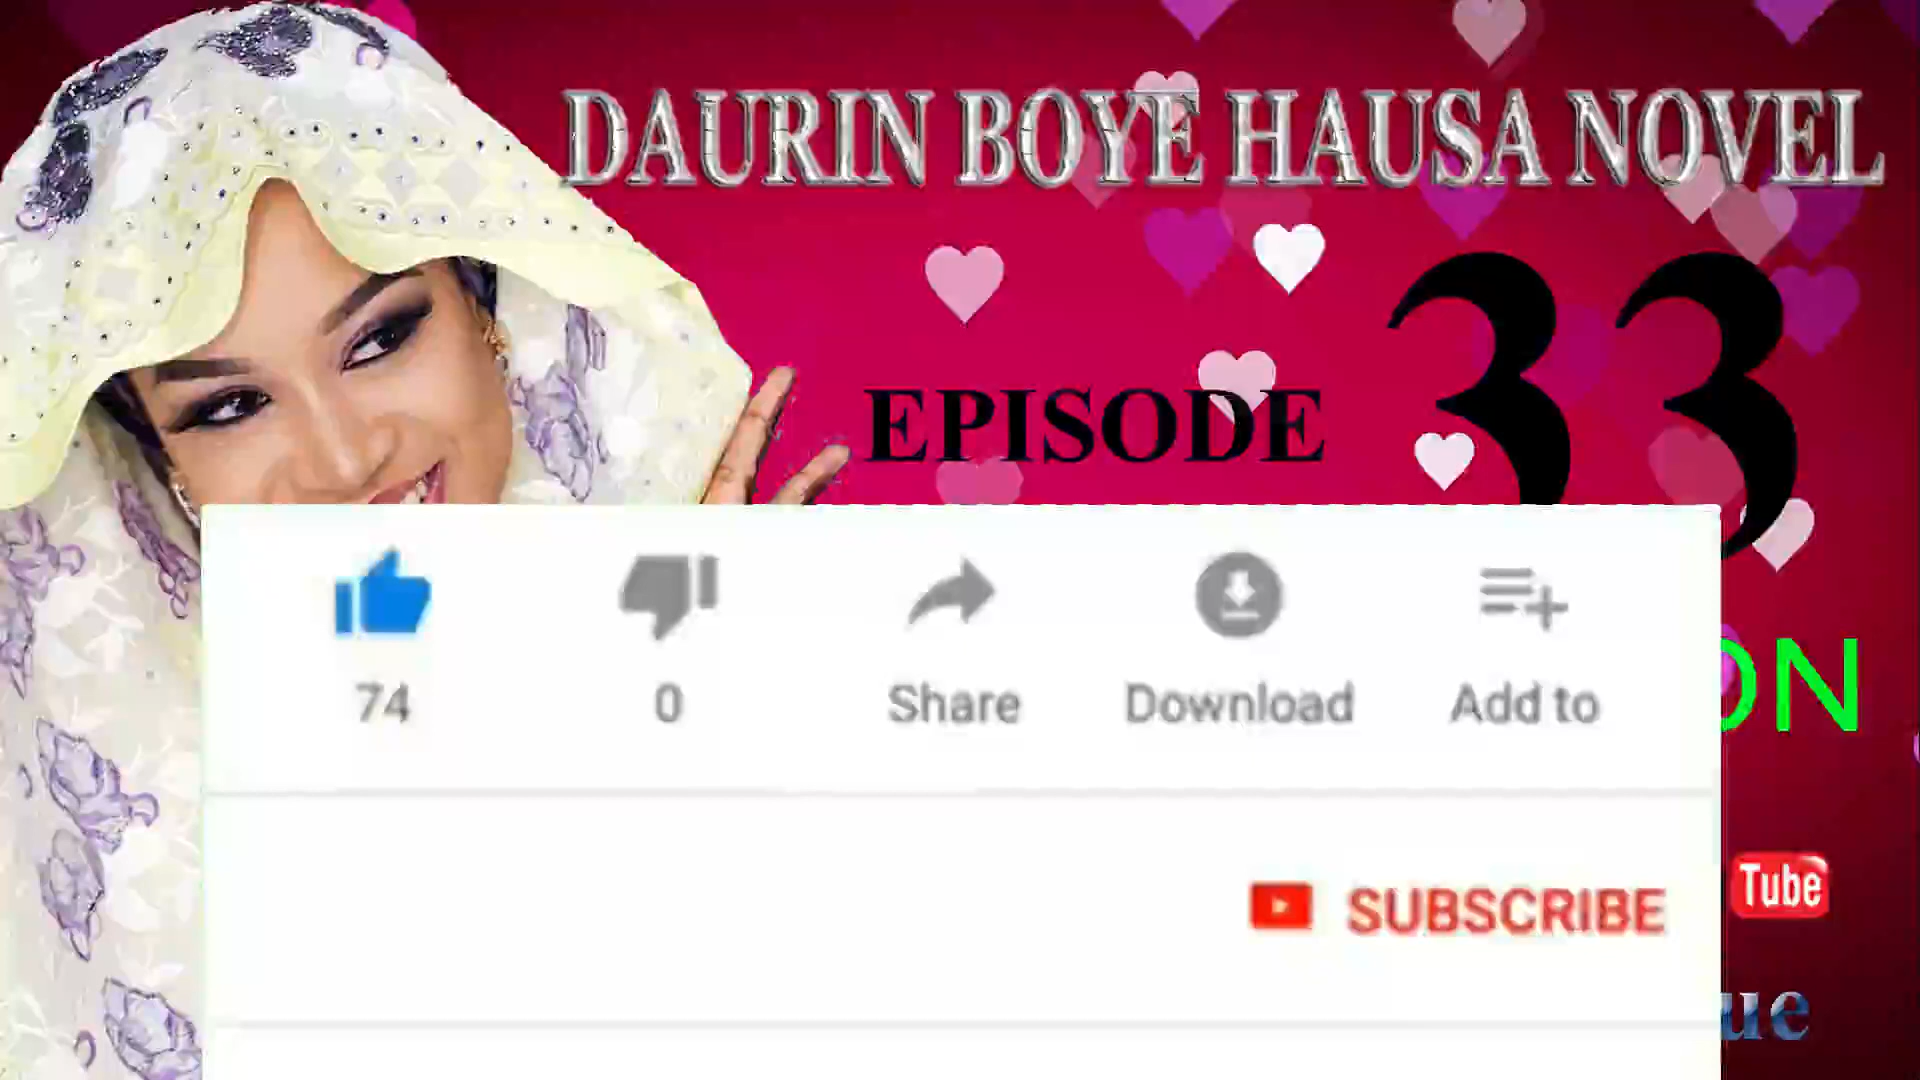 DAURIN BOYE HAUSA NOVEL
EPISODE 33
74 0 Share Download Add to
SUBSCRIBE
Tube